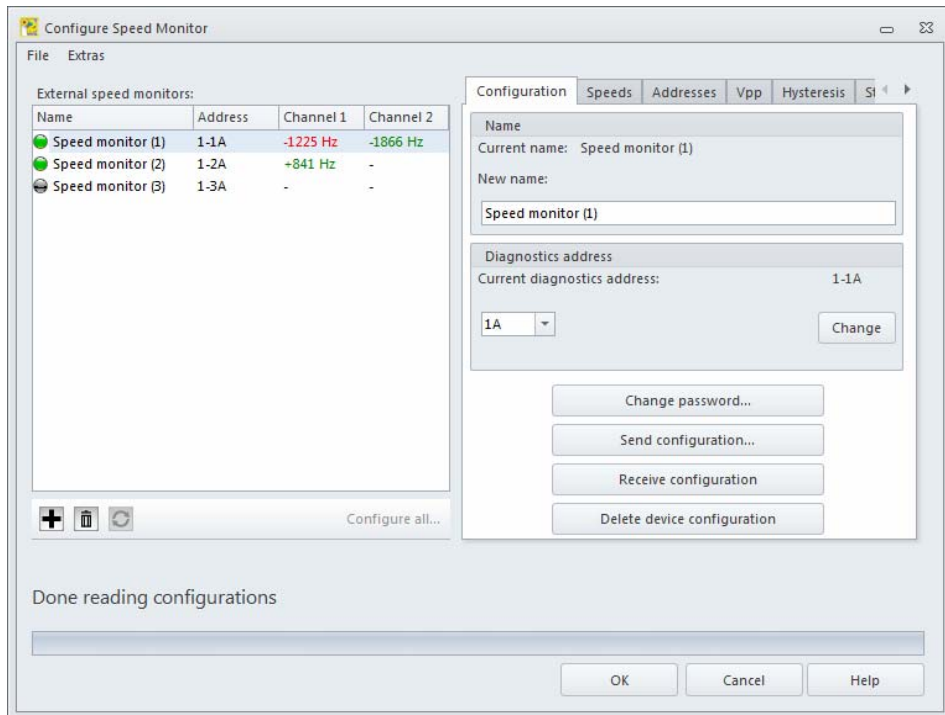 Configure Speed Monitor
File Extras
External speed monitors:
Name Address Channel 1 Channel 2
Speed monitor (1) 1-1A -1225 Hz -1866 Hz
Speed monitor (2) 1-2A +841 Hz -
Speed monitor (3) 1-3A - -
Configure all...
Configuration Speeds Addresses Vpp Hysteresis
Name
Current name: Speed monitor (1)
New name:
Speed monitor (1)
Diagnostics address
Current diagnostics address: 1-1A
1A Change
Change password...
Send configuration...
Receive configuration
Delete device configuration
Done reading configurations
OK Cancel Help